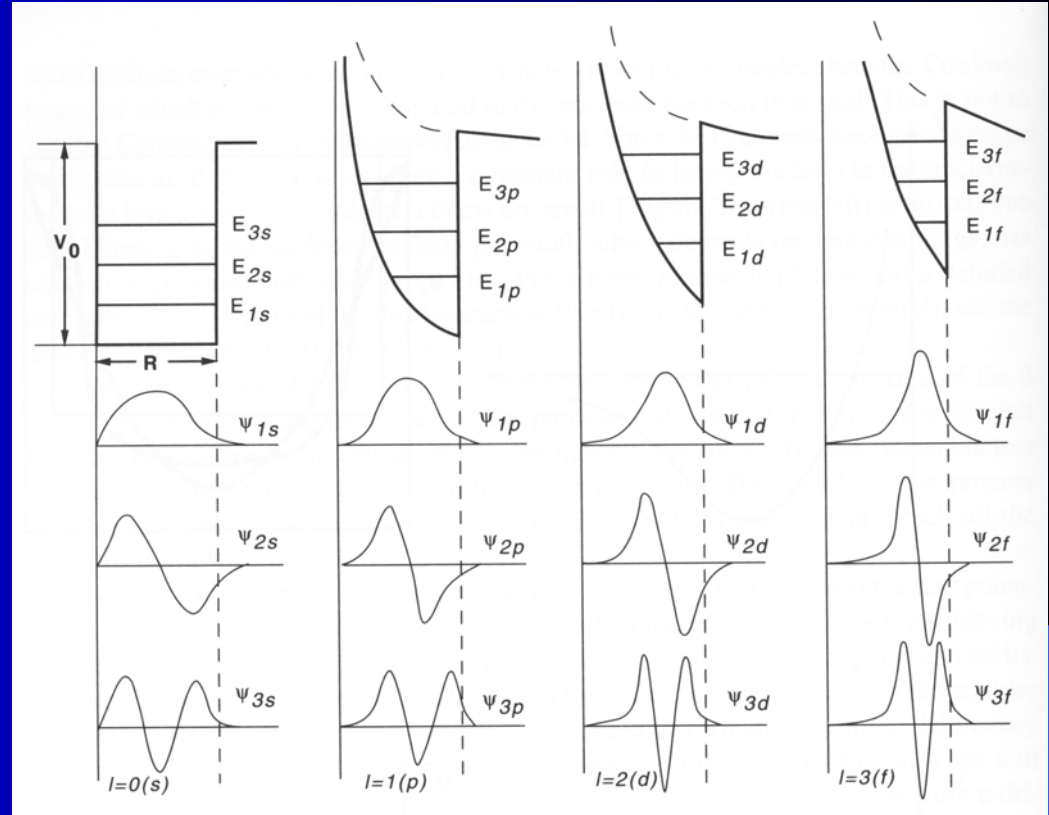 V₀
R
E₃s
E₂s
E₁s
E₃p
E₂p
E₁p
E₃d
E₂d
E₁d
E₃f
E₂f
E₁f
Ψ₁s
Ψ₁p
Ψ₁d
Ψ₁f
Ψ₂s
Ψ₂p
Ψ₂d
Ψ₂f
Ψ₃s
Ψ₃p
Ψ₃d
Ψ₃f
l=0(s)
l=1(p)
l=2(d)
l=3(f)